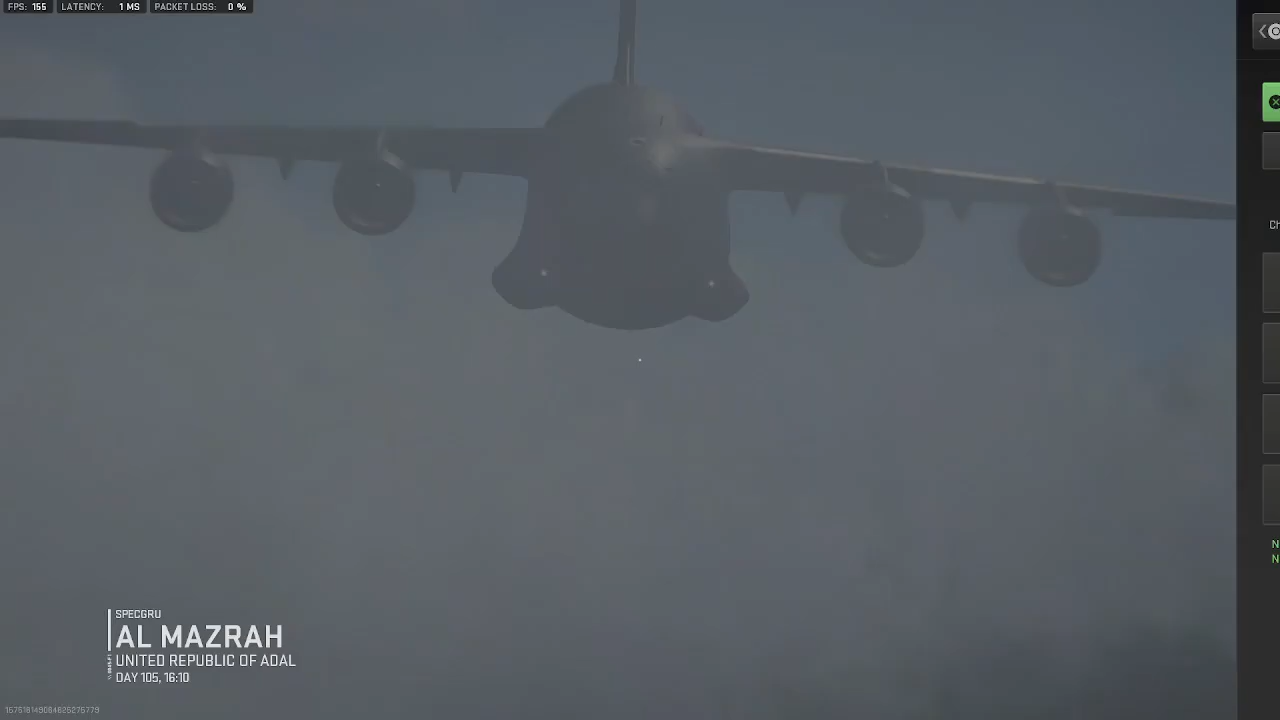 FPS: 155 LATENCY: 1 MS PACKET LOSS: 0 %
SPECGRU
AL MAZRAH
UNITED REPUBLIC OF ADAL
DAY 105, 16:10